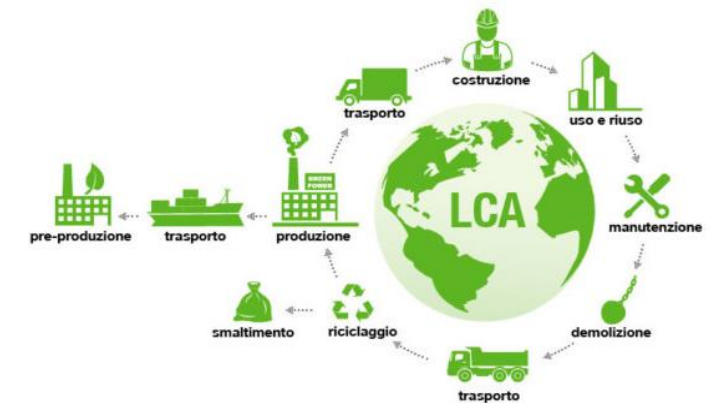 costruzione
trasporto
uso e riuso
GREEN
POWER
LCA
pre-produzione
trasporto
produzione
manutenzione
smaltimento
riciclaggio
demolizione
trasporto